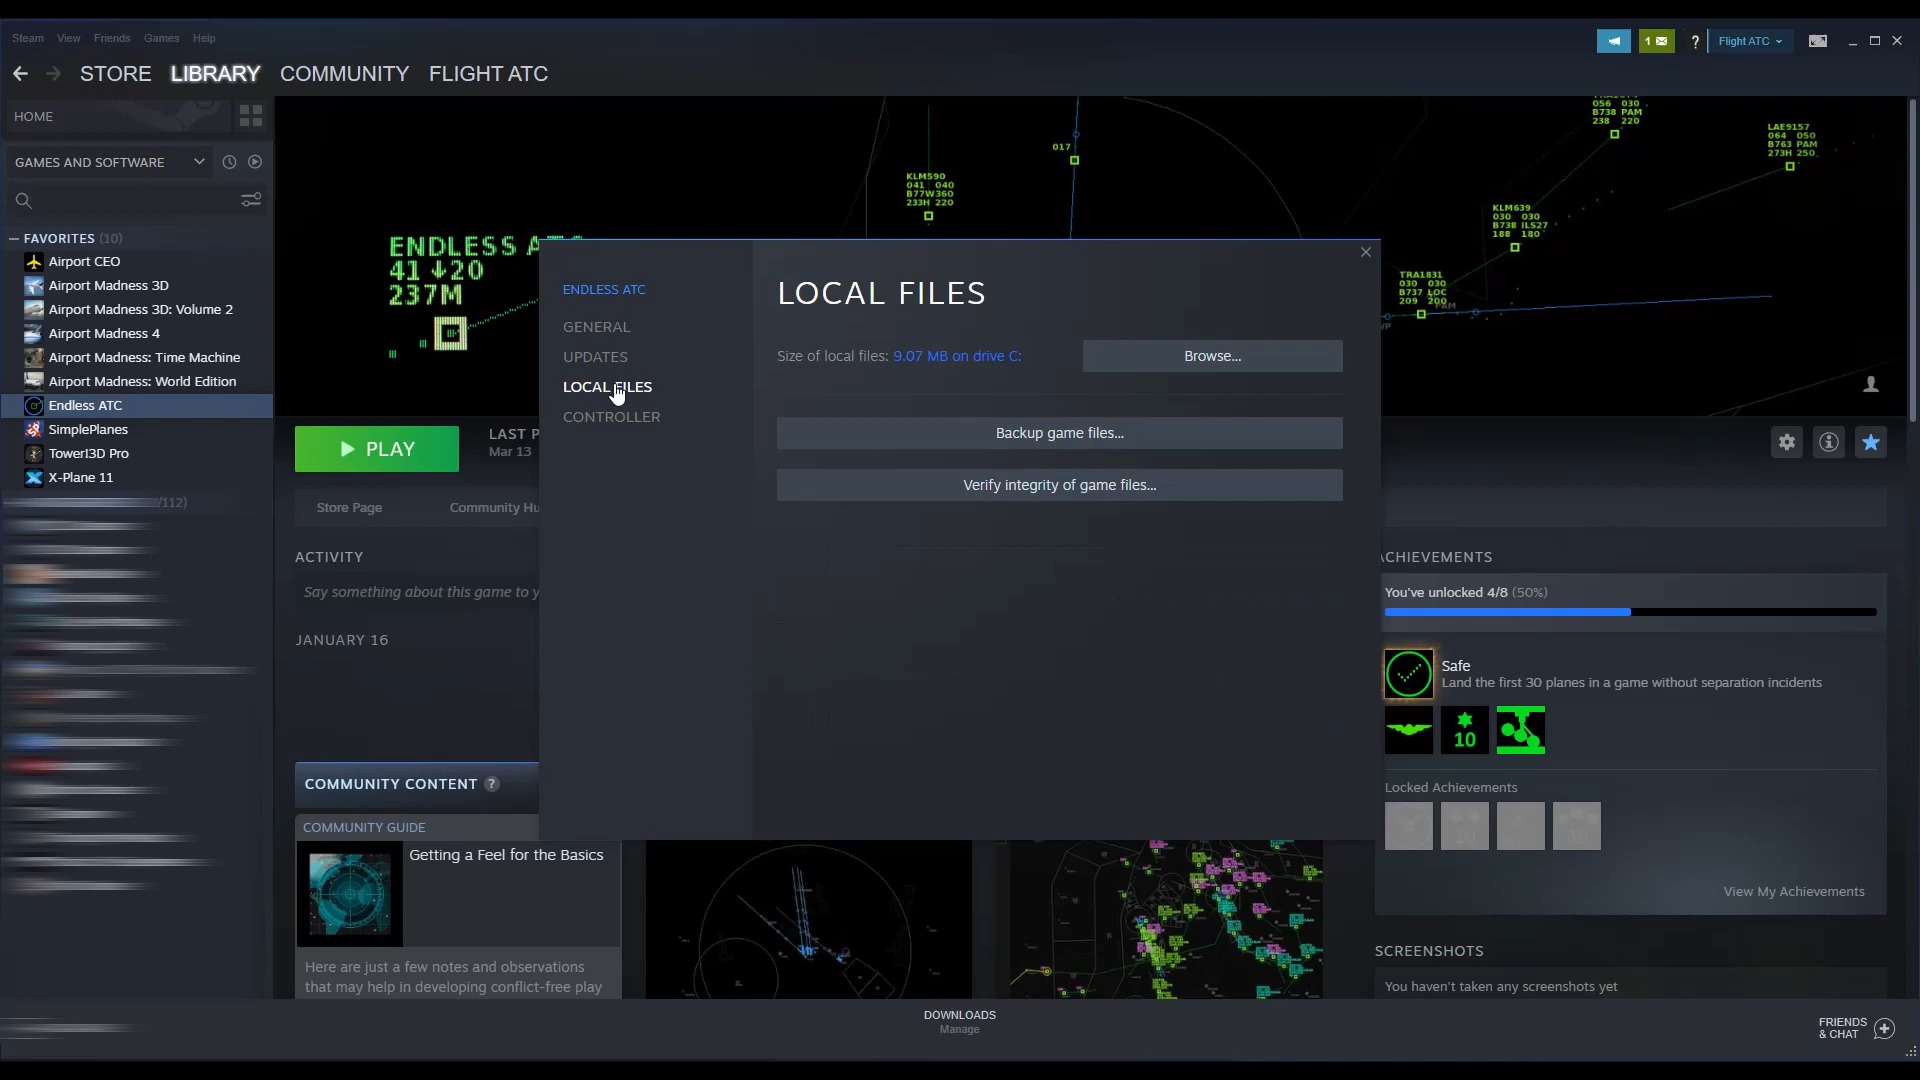 Steam View Friends Games Help
1
?
Flight ATC
STORE LIBRARY COMMUNITY FLIGHT ATC
HOME
GAMES AND SOFTWARE
FAVORITES (10)
Airport CEO
Airport Madness 3D
Airport Madness 3D: Volume 2
Airport Madness 4
Airport Madness: Time Machine
Airport Madness: World Edition
Endless ATC
SimplePlanes
Tower!3D Pro
X-Plane 11
/112)
ENDLESS A
41 ↓20
237M
KLM590
041 040
B77W360
233H 220
017
056 030
B738 PAM
238 220
LAE9157
064 050
B763 PAM
273H 250
KLM639
030 030
B738 ILS27
188 180
TRA1831
030 030
B737 LOC
209 200
PAM
ENDLESS ATC
GENERAL
UPDATES
LOCAL FILES
CONTROLLER
LOCAL FILES
Size of local files: 9.07 MB on drive C:
Browse...
Backup game files...
Verify integrity of game files...
PLAY
LAST P
Mar 13
Store Page
Community Hu
ACTIVITY
Say something about this game to y
JANUARY 16
COMMUNITY CONTENT ?
COMMUNITY GUIDE
Getting a Feel for the Basics
Here are just a few notes and observations
that may help in developing conflict-free play
ACHIEVEMENTS
You've unlocked 4/8 (50%)
Safe
Land the first 30 planes in a game without separation incidents
10
Locked Achievements
View My Achievements
SCREENSHOTS
You haven't taken any screenshots yet
DOWNLOADS
Manage
FRIENDS
& CHAT